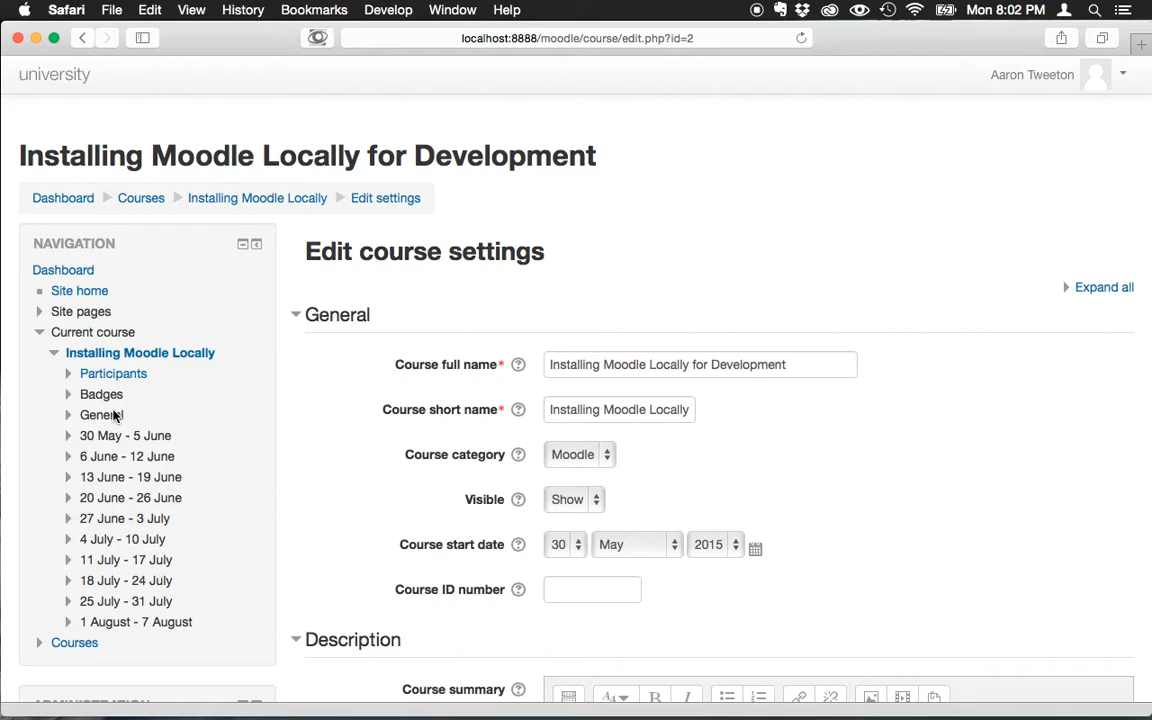 Safari File Edit View History Bookmarks Develop Window Help Mon 8:02 PM
localhost:8888/moodle/course/edit.php?id=2
university Aaron Tweeton
Installing Moodle Locally for Development
Dashboard Courses Installing Moodle Locally Edit settings
NAVIGATION
Dashboard
Site home
Site pages
Current course
Installing Moodle Locally
Participants
Badges
General
30 May - 5 June
6 June - 12 June
13 June - 19 June
20 June - 26 June
27 June - 3 July
4 July - 10 July
11 July - 17 July
18 July - 24 July
25 July - 31 July
1 August - 7 August
Courses
ADMINISTRATION
Edit course settings
Expand all
General
Course full name* Installing Moodle Locally for Development
Course short name* Installing Moodle Locally
Course category Moodle
Visible Show
Course start date 30 May 2015
Course ID number
Description
Course summary